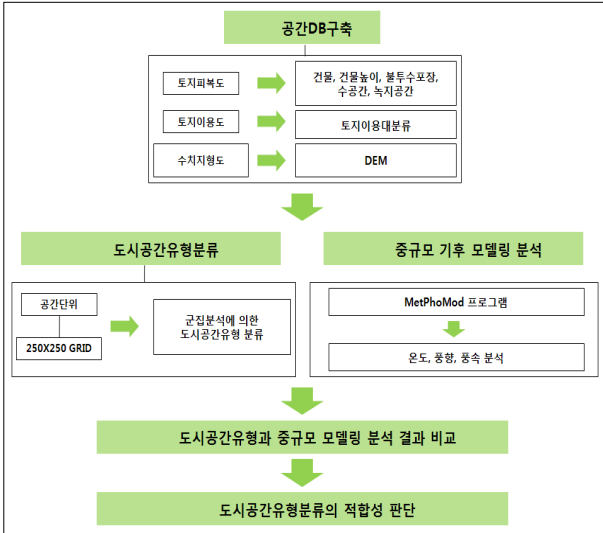 공간DB구축
토지피복도
건물, 건물높이, 불투수포장,
수공간, 녹지공간
토지이용도
토지이용대분류
수치지형도
DEM
도시공간유형분류
중규모 기후 모델링 분석
공간단위
250X250 GRID
군집분석에 의한
도시공간유형 분류
MetPhoMod 프로그램
온도, 풍향, 풍속 분석
도시공간유형과 중규모 모델링 분석 결과 비교
도시공간유형분류의 적합성 판단